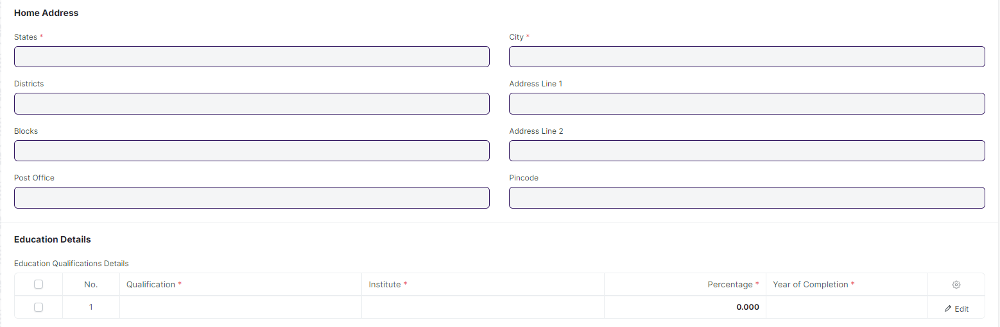 Home Address
States *
City *
Districts
Address Line 1
Blocks
Address Line 2
Post Office
Pincode
Education Details
Education Qualifications Details
No. Qualification * Institute * Percentage * Year of Completion *
1 0.000 Edit